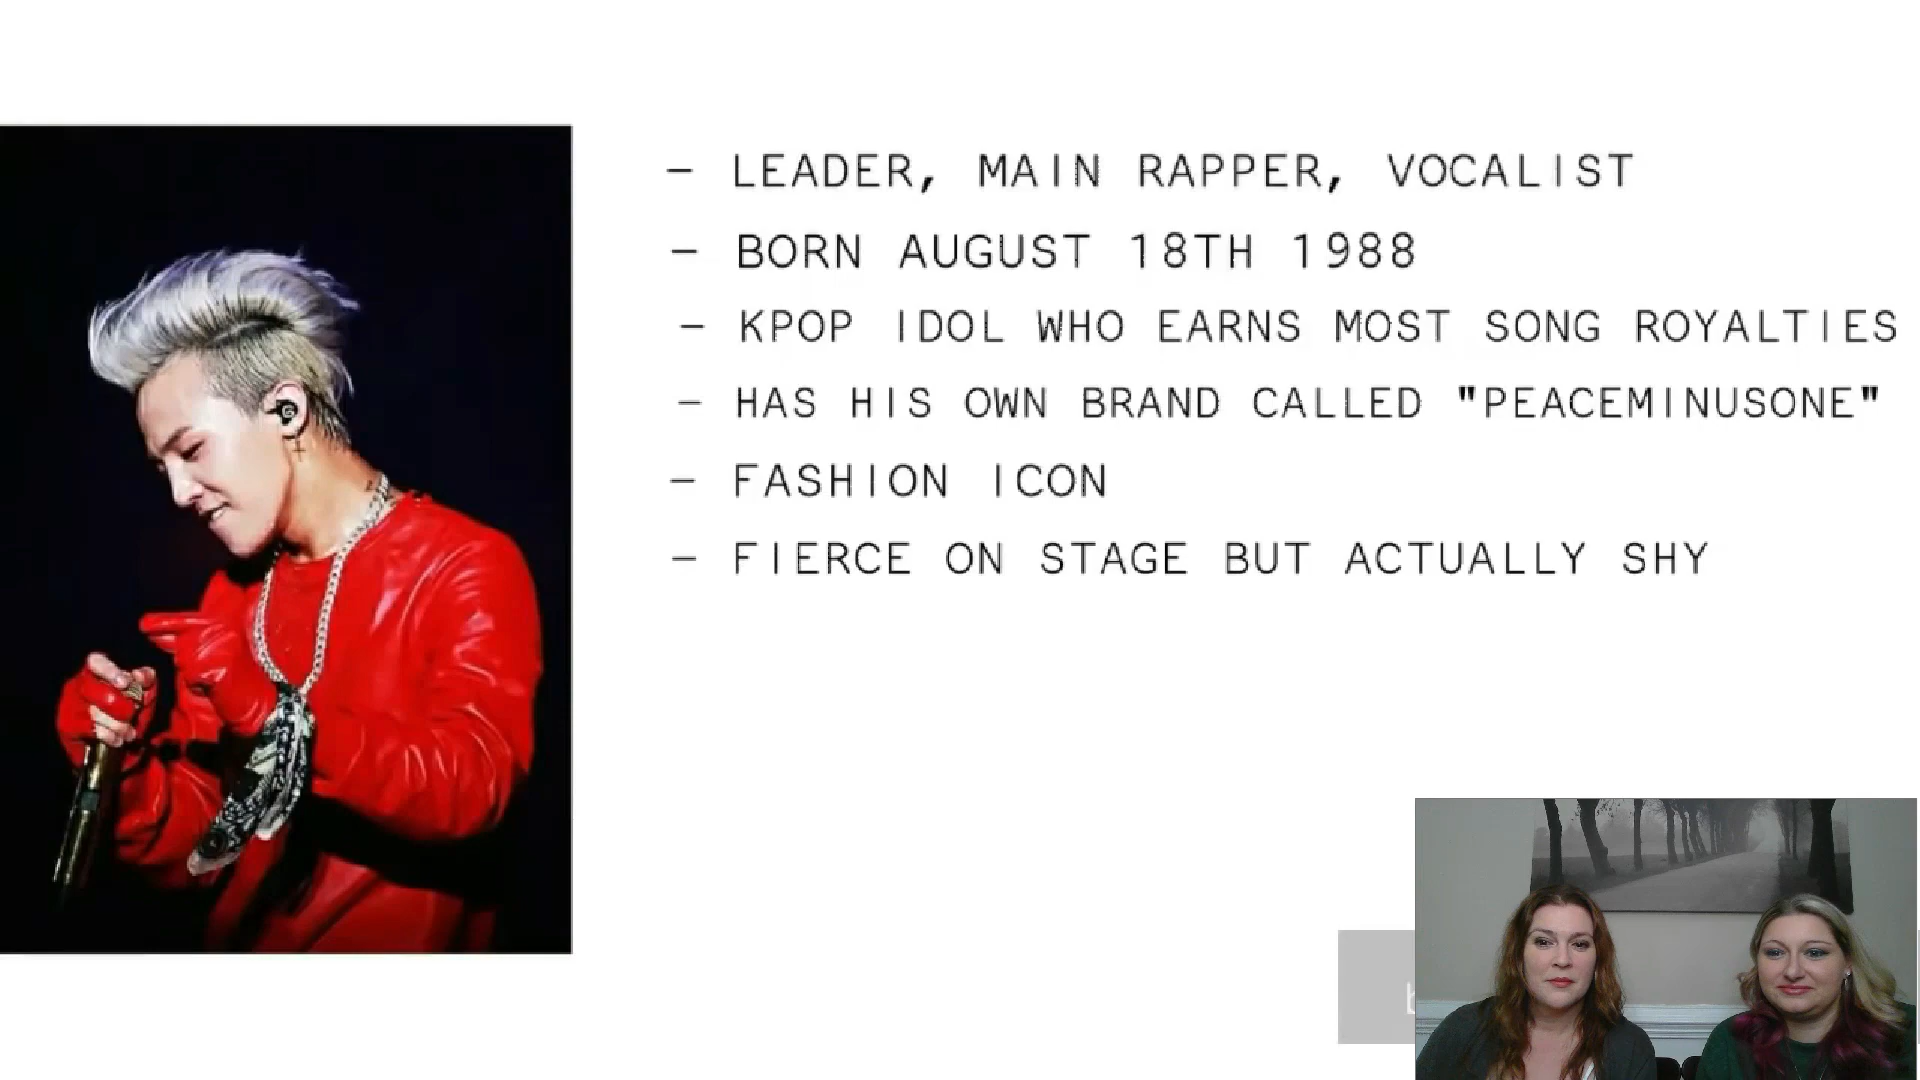 - LEADER, MAIN RAPPER, VOCALIST
- BORN AUGUST 18TH 1988
- KPOP IDOL WHO EARNS MOST SONG ROYALTIES
- HAS HIS OWN BRAND CALLED "PEACEMINUSONE"
- FASHION ICON
- FIERCE ON STAGE BUT ACTUALLY SHY